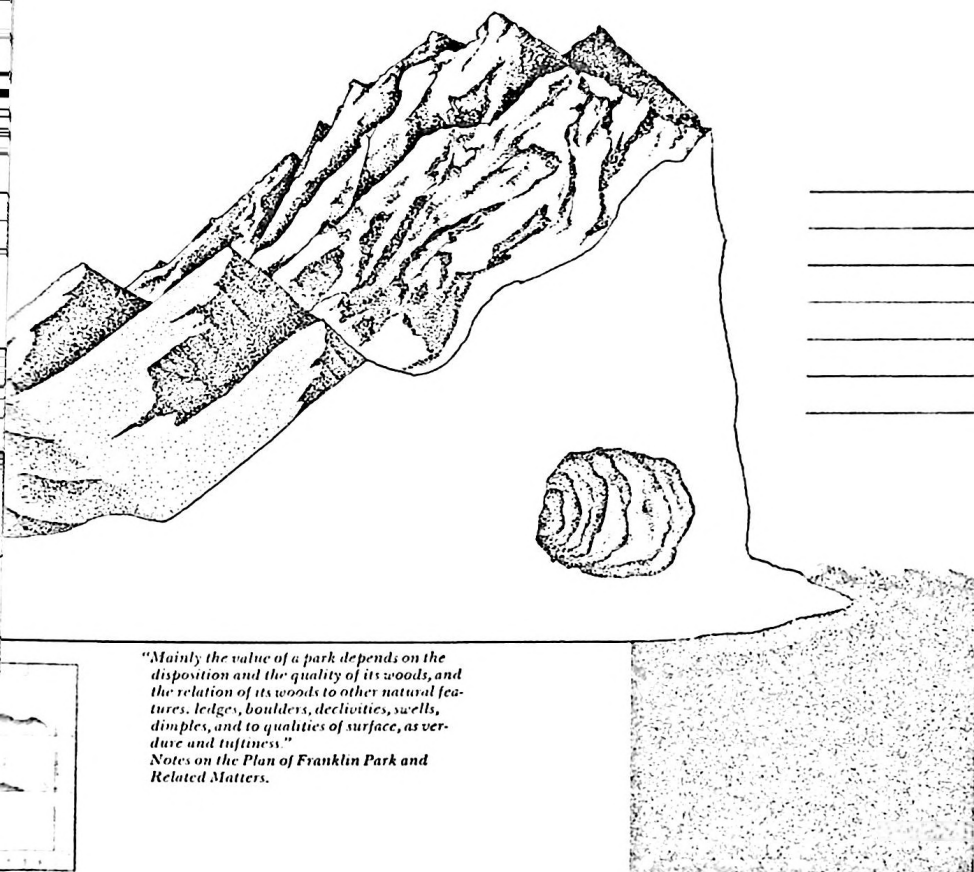 "Mainly the value of a park depends on the
disposition and the quality of its woods, and
the relation of its woods to other natural fea-
tures, ledges, boulders, declivities, swells,
dimples, and to qualities of surface, as ver-
dure and tuftiness."
Notes on the Plan of Franklin Park and
Related Matters.